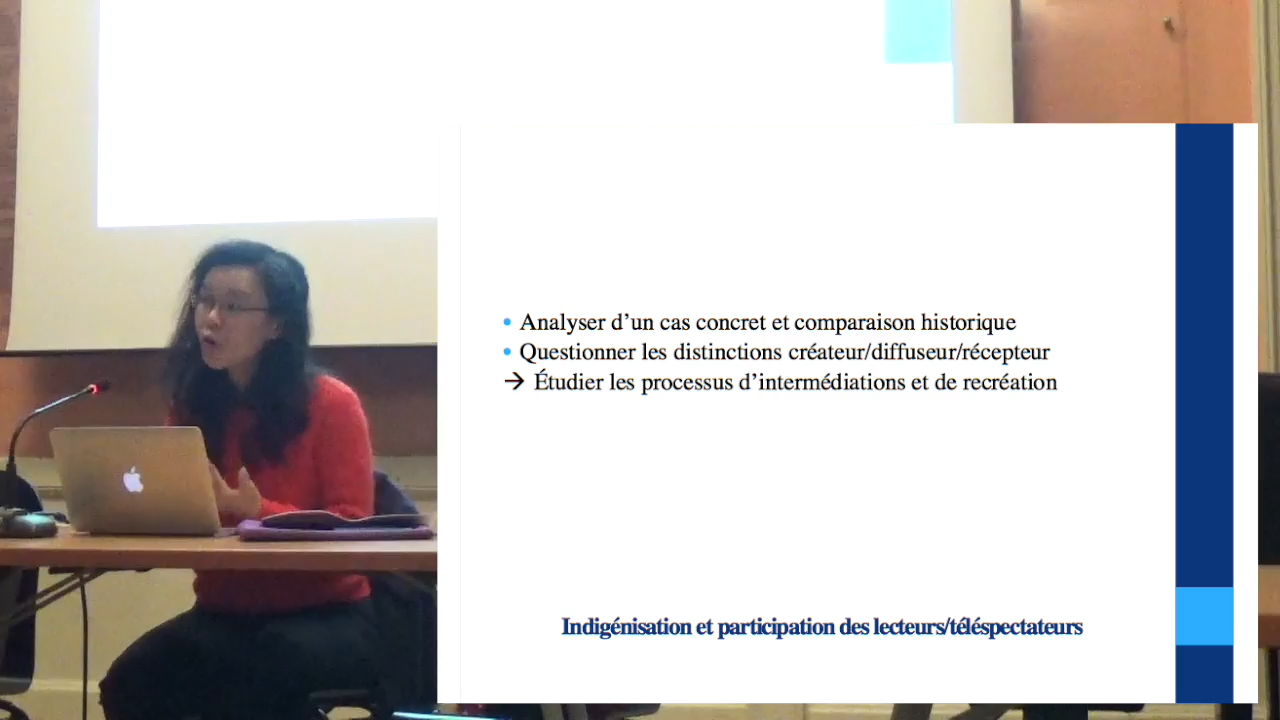 • Analyser d’un cas concret et comparaison historique
• Questionner les distinctions créateur/diffuseur/récepteur
→ Étudier les processus d’intermédiations et de recréation
Indigénisation et participation des lecteurs/téléspectateurs